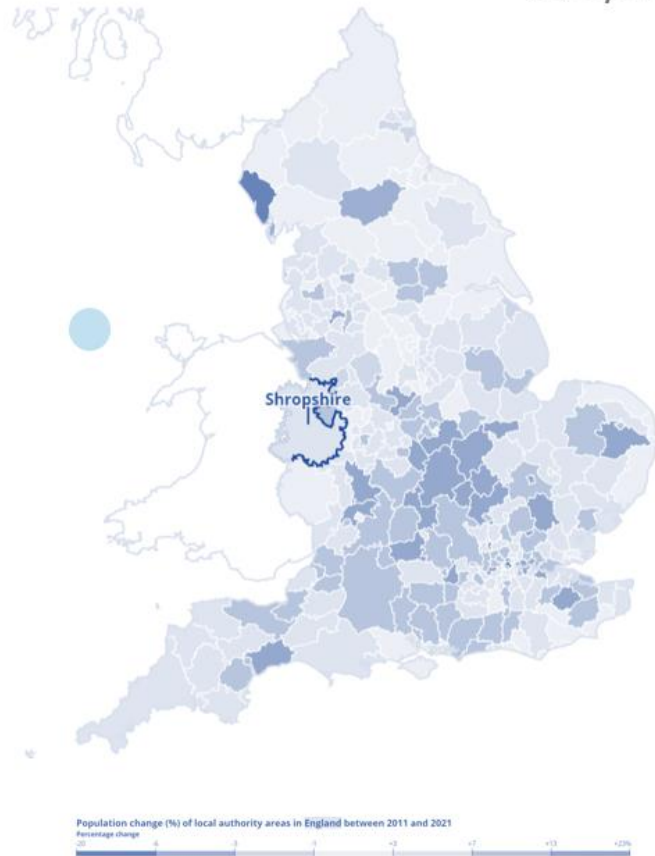 Shropshire
Population change (%) of local authority areas in England between 2011 and 2021
Percentage change
-20 -6 -3 +3 +7 +13 +23%